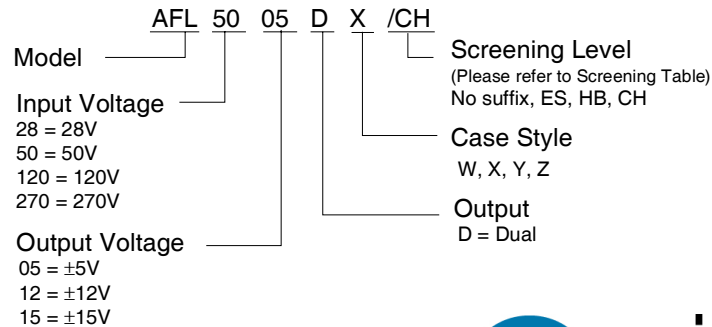 AFL 50 05 D X /CH
Model
Input Voltage
28 = 28V
50 = 50V
120 = 120V
270 = 270V
Output Voltage
05 = ±5V
12 = ±12V
15 = ±15V
Screening Level
(Please refer to Screening Table)
No suffix, ES, HB, CH
Case Style
W, X, Y, Z
Output
D = Dual